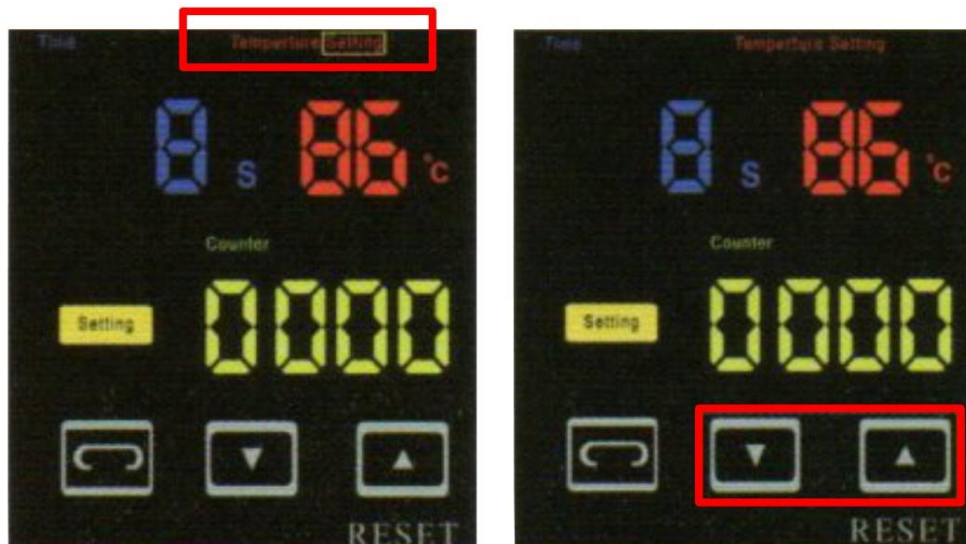 Time Temperture Setting
8 S 86 °C
Counter
Setting 0000
▼ ▲
RESET
Time Temperture Setting
8 S 86 °C
Counter
Setting 0000
▼ ▲
RESET